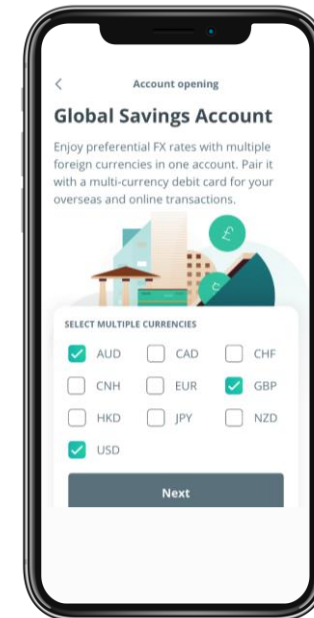 Account opening
Global Savings Account
Enjoy preferential FX rates with multiple
foreign currencies in one account. Pair it
with a multi-currency debit card for your
overseas and online transactions.
£
SELECT MULTIPLE CURRENCIES
AUD CAD CHF
CNH EUR GBP
HKD JPY NZD
USD
Next